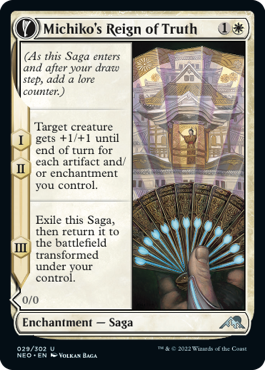 Michiko's Reign of Truth 1
(As this Saga enters
and after your draw
step, add a lore
counter.)
I
II
Target creature
gets +1/+1 until
end of turn for
each artifact and/
or enchantment
you control.
III
Exile this Saga,
then return it to
the battlefield
transformed
under your
control.
0/0
Enchantment — Saga
029/302 U
NEO • EN VOLKAN BAGA
™ & © 2022 Wizards of the Coast